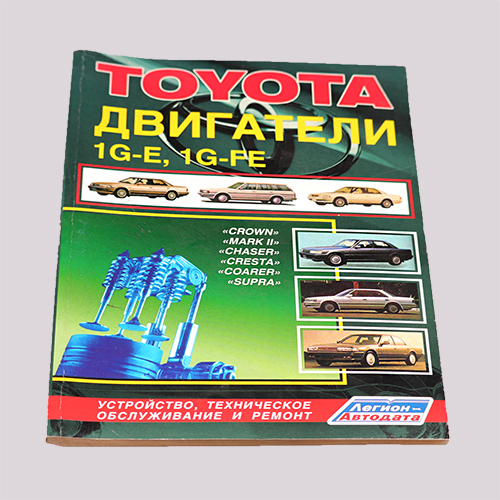 TOYOTA
ДВИГАТЕЛИ
1G-E, 1G-FE
«CROWN»
«MARK II»
«CHASER»
«CRESTA»
«COARER»
«SUPRA»
УСТРОЙСТВО, ТЕХНИЧЕСКОЕ
ОБСЛУЖИВАНИЕ И РЕМОНТ
Легион-
Автодата